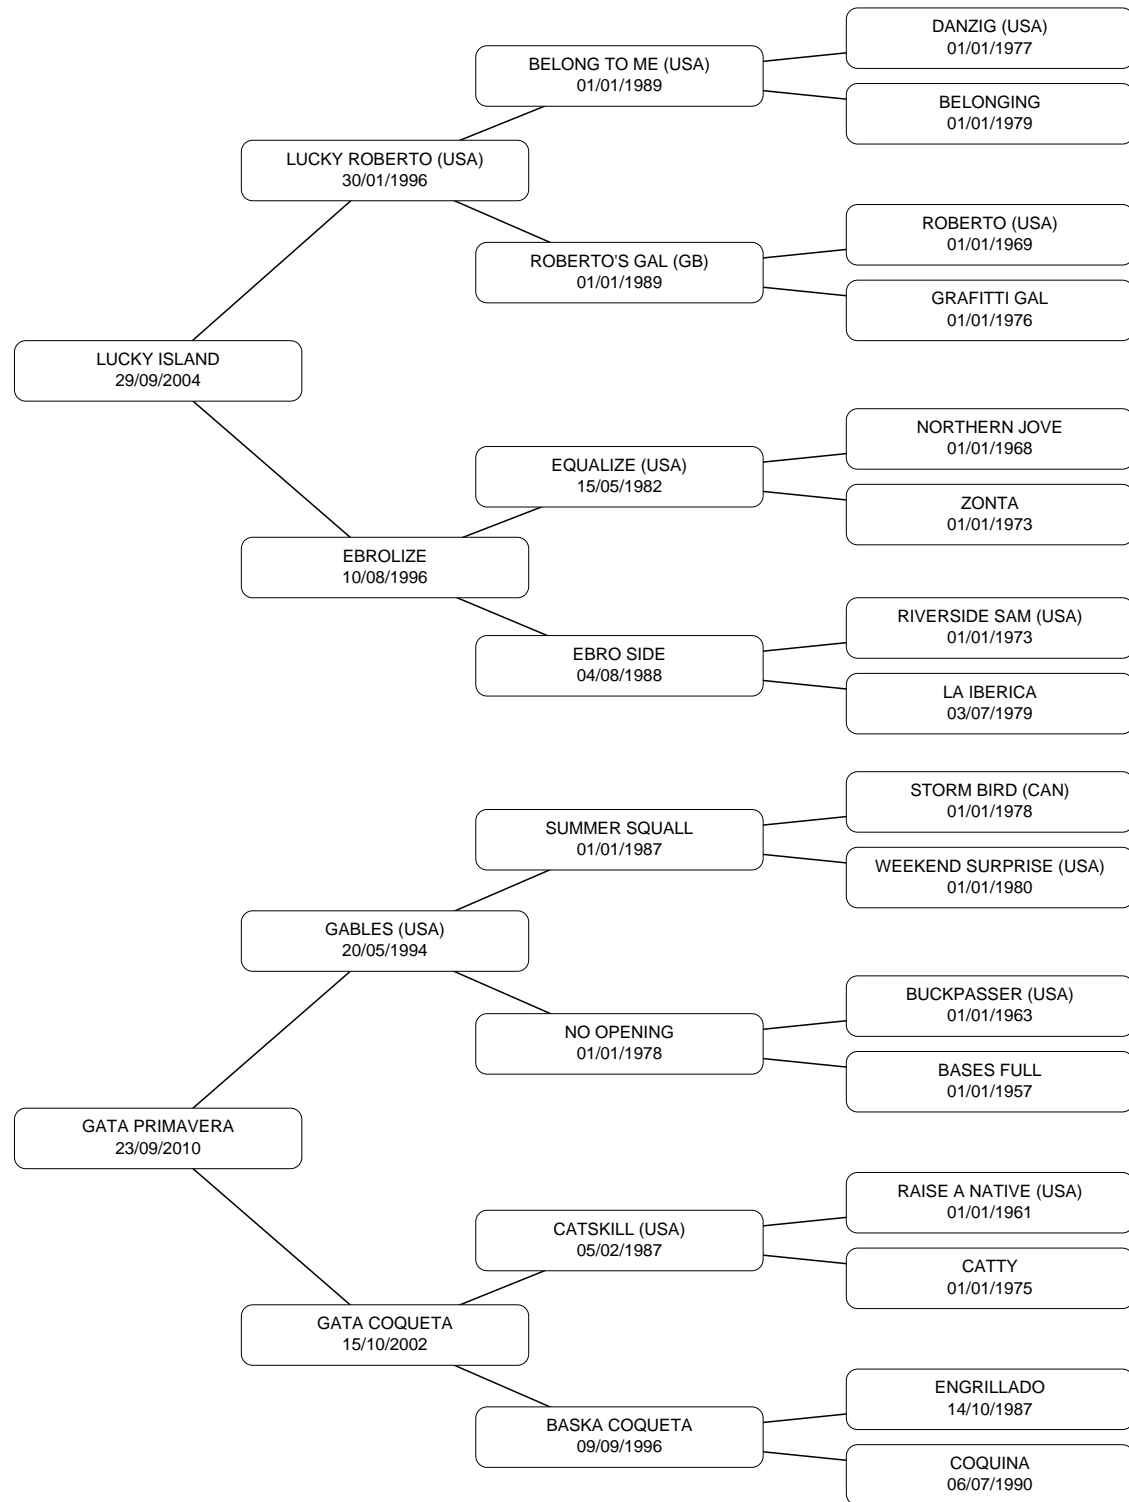 DANZIG (USA)
01/01/1977
BELONG TO ME (USA)
01/01/1989
BELONGING
01/01/1979
LUCKY ROBERTO (USA)
30/01/1996
ROBERTO (USA)
01/01/1969
ROBERTO'S GAL (GB)
01/01/1989
GRAFITTI GAL
01/01/1976
LUCKY ISLAND
29/09/2004
NORTHERN JOVE
01/01/1968
EQUALIZE (USA)
15/05/1982
ZONTA
01/01/1973
EBROLIZE
10/08/1996
RIVERSIDE SAM (USA)
01/01/1973
EBRO SIDE
04/08/1988
LA IBERICA
03/07/1979
STORM BIRD (CAN)
01/01/1978
SUMMER SQUALL
01/01/1987
WEEKEND SURPRISE (USA)
01/01/1980
GABLES (USA)
20/05/1994
BUCKPASSER (USA)
01/01/1963
NO OPENING
01/01/1978
BASES FULL
01/01/1957
GATA PRIMAVERA
23/09/2010
RAISE A NATIVE (USA)
01/01/1961
CATSKILL (USA)
05/02/1987
CATTY
01/01/1975
GATA COQUETA
15/10/2002
ENGRILLADO
14/10/1987
BASKA COQUETA
09/09/1996
COQUINA
06/07/1990